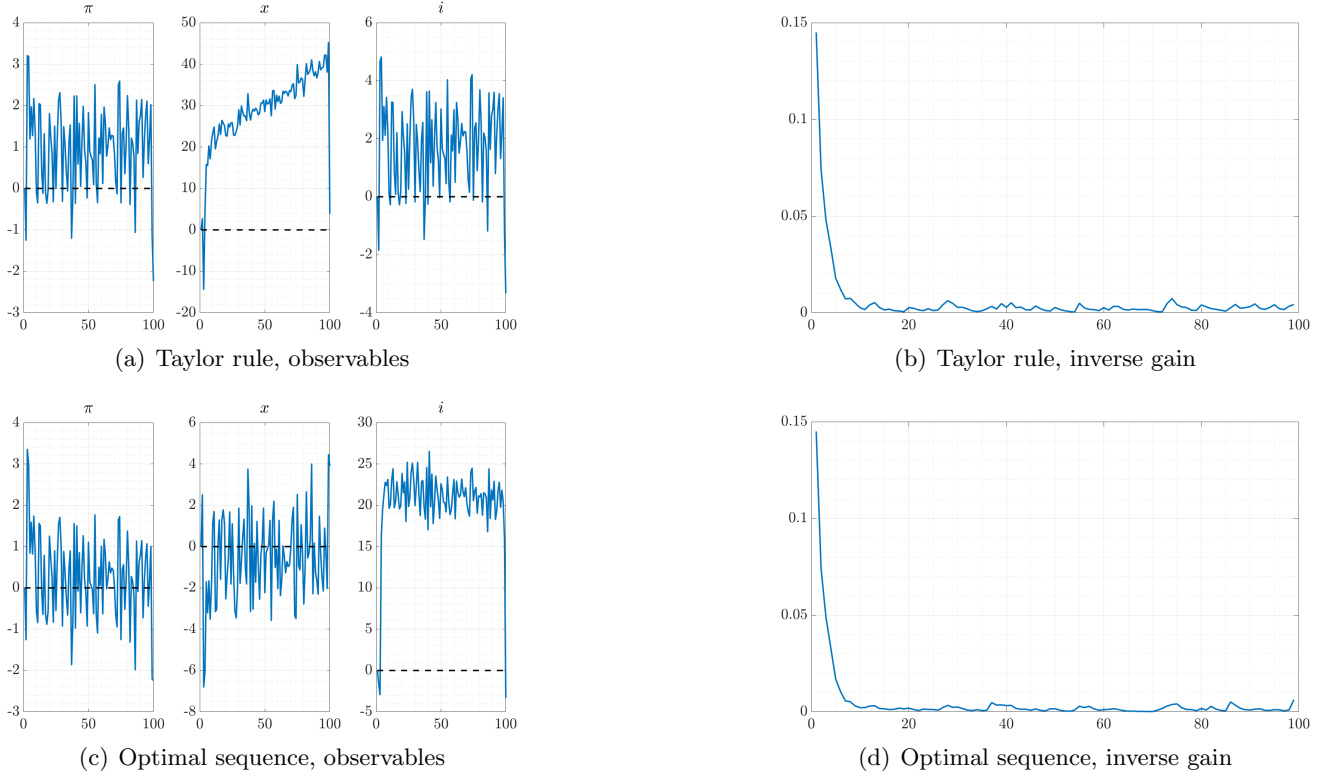 π x i
4 50 6
3 40 4
2 30 2
1 20 0
0 10 -2
-1 0 -4
-2 -10
-3 -20
0 50 100 0 50 100 0 50 100
(a) Taylor rule, observables
0.15
0.1
0.05
0
0 20 40 60 80 100
(b) Taylor rule, inverse gain
π x i
4 6 30
3 4 25
2 2 20
1 0 15
0 -2 10
-1 -4 5
-2 -6 0
-3 -8 -5
0 50 100 0 50 100 0 50 100
(c) Optimal sequence, observables
0.15
0.1
0.05
0
0 20 40 60 80 100
(d) Optimal sequence, inverse gain